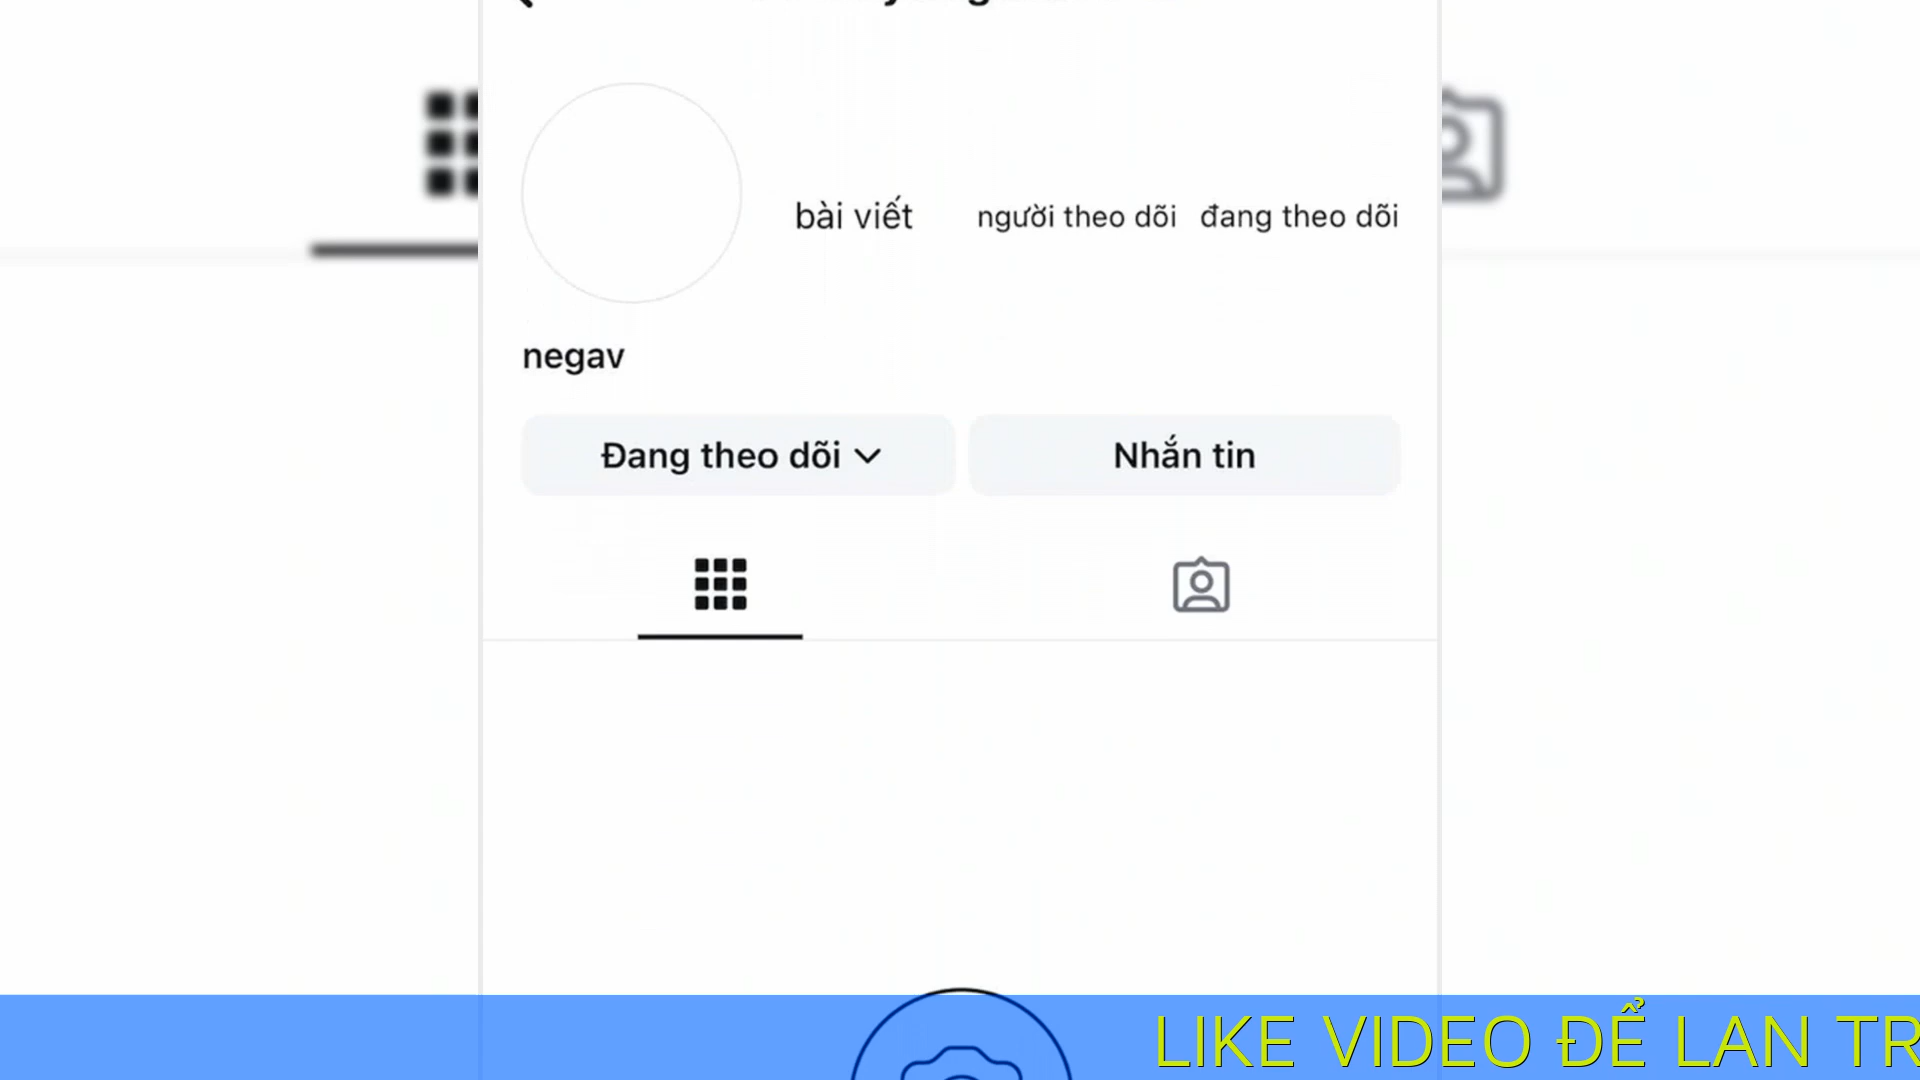 bài viết người theo dõi đang theo dõi
negav
Đang theo dõi Nhắn tin
LIKE VIDEO ĐỂ LAN TR